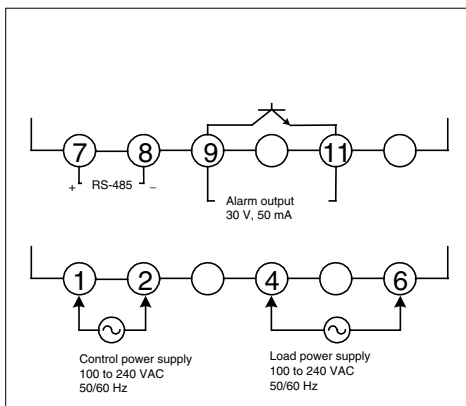 7 8 9 11
+ RS-485 −
Alarm output
30 V, 50 mA
1 2 4 6
Control power supply
100 to 240 VAC
50/60 Hz
Load power supply
100 to 240 VAC
50/60 Hz